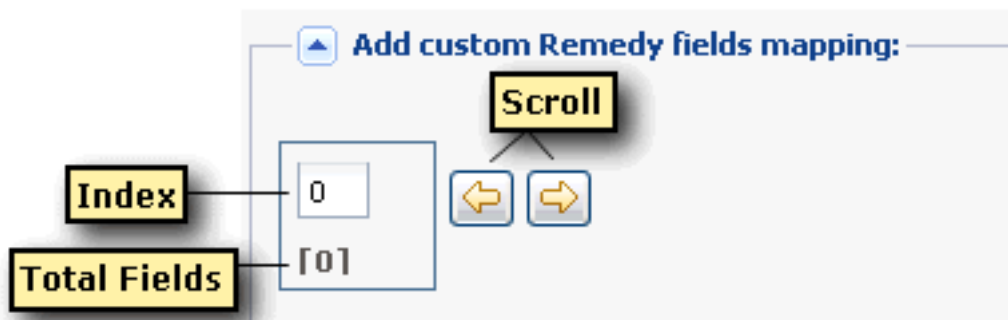 Add custom Remedy fields mapping:
Scroll
Index
0
Total Fields
[0]